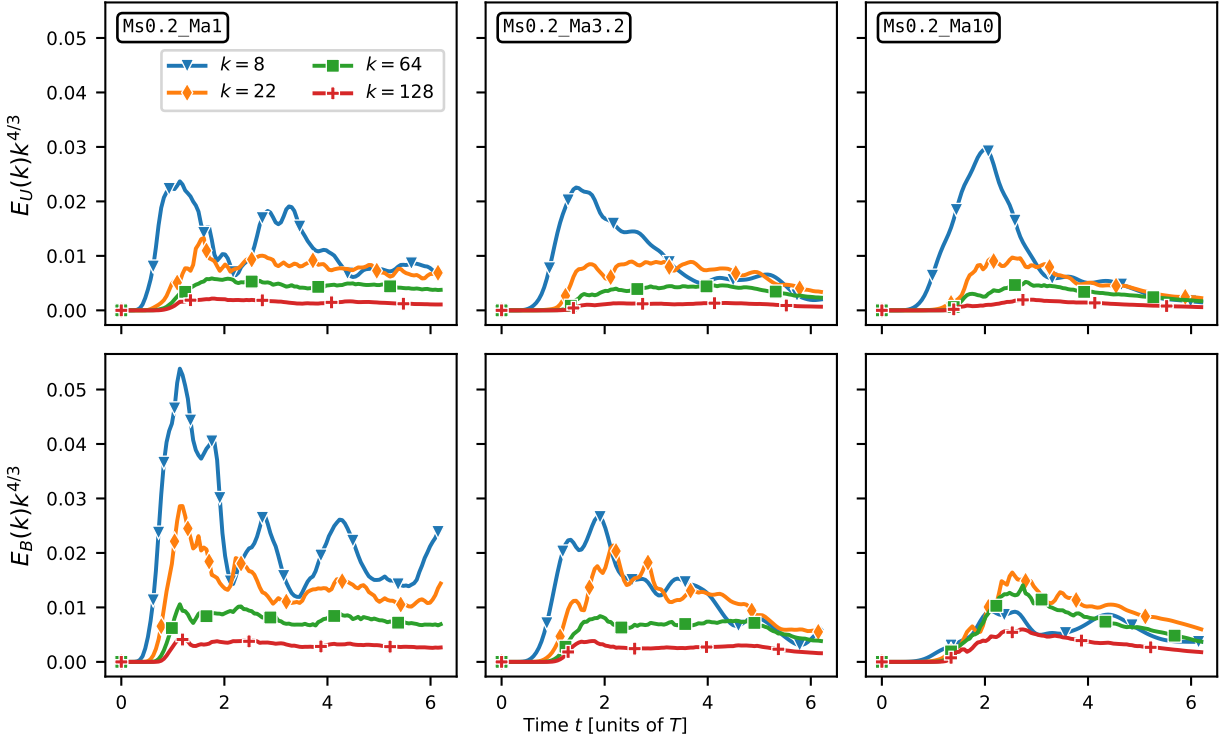 Ms0.2_Ma1
Ms0.2_Ma3.2
Ms0.2_Ma10
k = 8
k = 64
k = 22
k = 128
0.05
0.04
0.03
0.02
0.01
0.00
E_U(k)k^{4/3}
0.05
0.04
0.03
0.02
0.01
0.00
E_B(k)k^{4/3}
0 2 4 6
0 2 4 6
0 2 4 6
Time t [units of T]